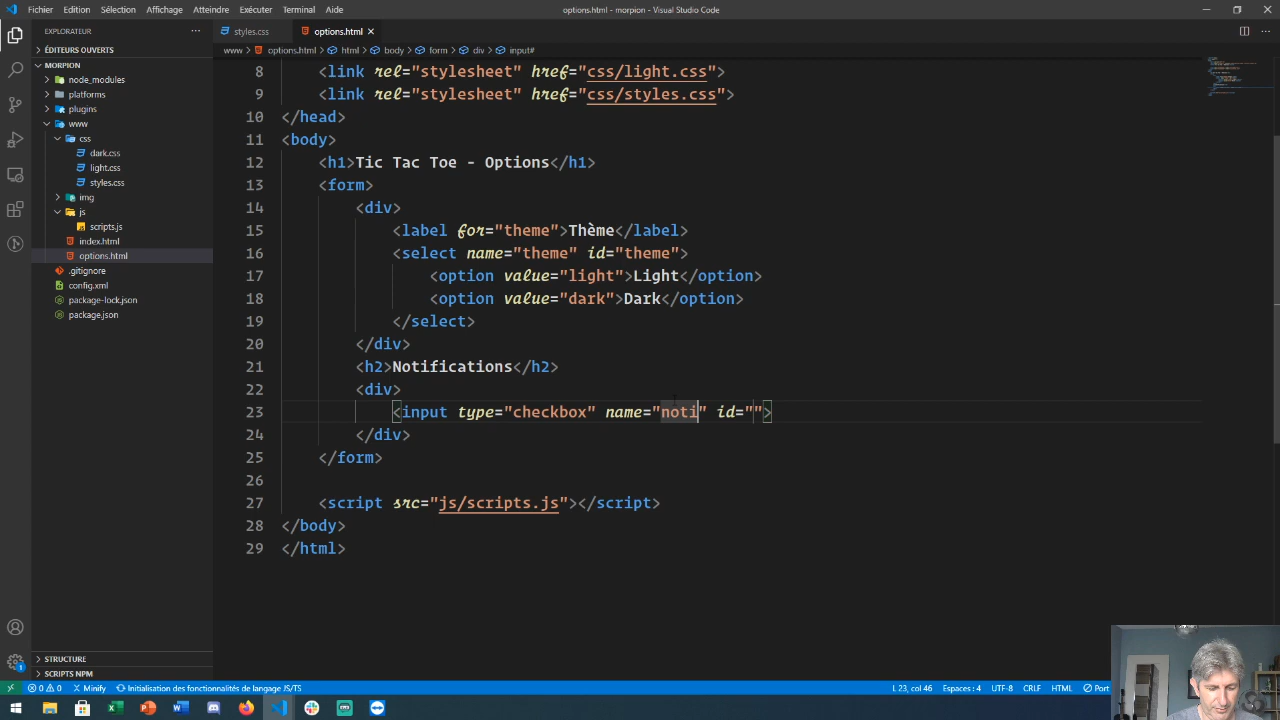 Fichier Edition Sélection Affichage Atteindre Exécuter Terminal Aide
options.html - morpion - Visual Studio Code
EXPLORATEUR ···
styles.css options.html ×
ÉDITEURS OUVERTS
www > options.html > html > body > form > div > input#
MORPION
node_modules
platforms
plugins
www
css
dark.css
light.css
styles.css
img
js
scripts.js
index.html
options.html
.gitignore
config.xml
package-lock.json
package.json
8 <link rel="stylesheet" href="css/light.css">
9 <link rel="stylesheet" href="css/styles.css">
10 </head>
11 <body>
12 <h1>Tic Tac Toe - Options</h1>
13 <form>
14 <div>
15 <label for="theme">Thème</label>
16 <select name="theme" id="theme">
17 <option value="light">Light</option>
18 <option value="dark">Dark</option>
19 </select>
20 </div>
21 <h2>Notifications</h2>
22 <div>
23 <input type="checkbox" name="noti" id="">
24 </div>
25 </form>
26
27 <script src="js/scripts.js"></script>
28 </body>
29 </html>
STRUCTURE
SCRIPTS NPM
0 0 Minify Initialisation des fonctionnalités de langage JS/TS
L 23, col 46 Espaces : 4 UTF-8 CRLF HTML Port